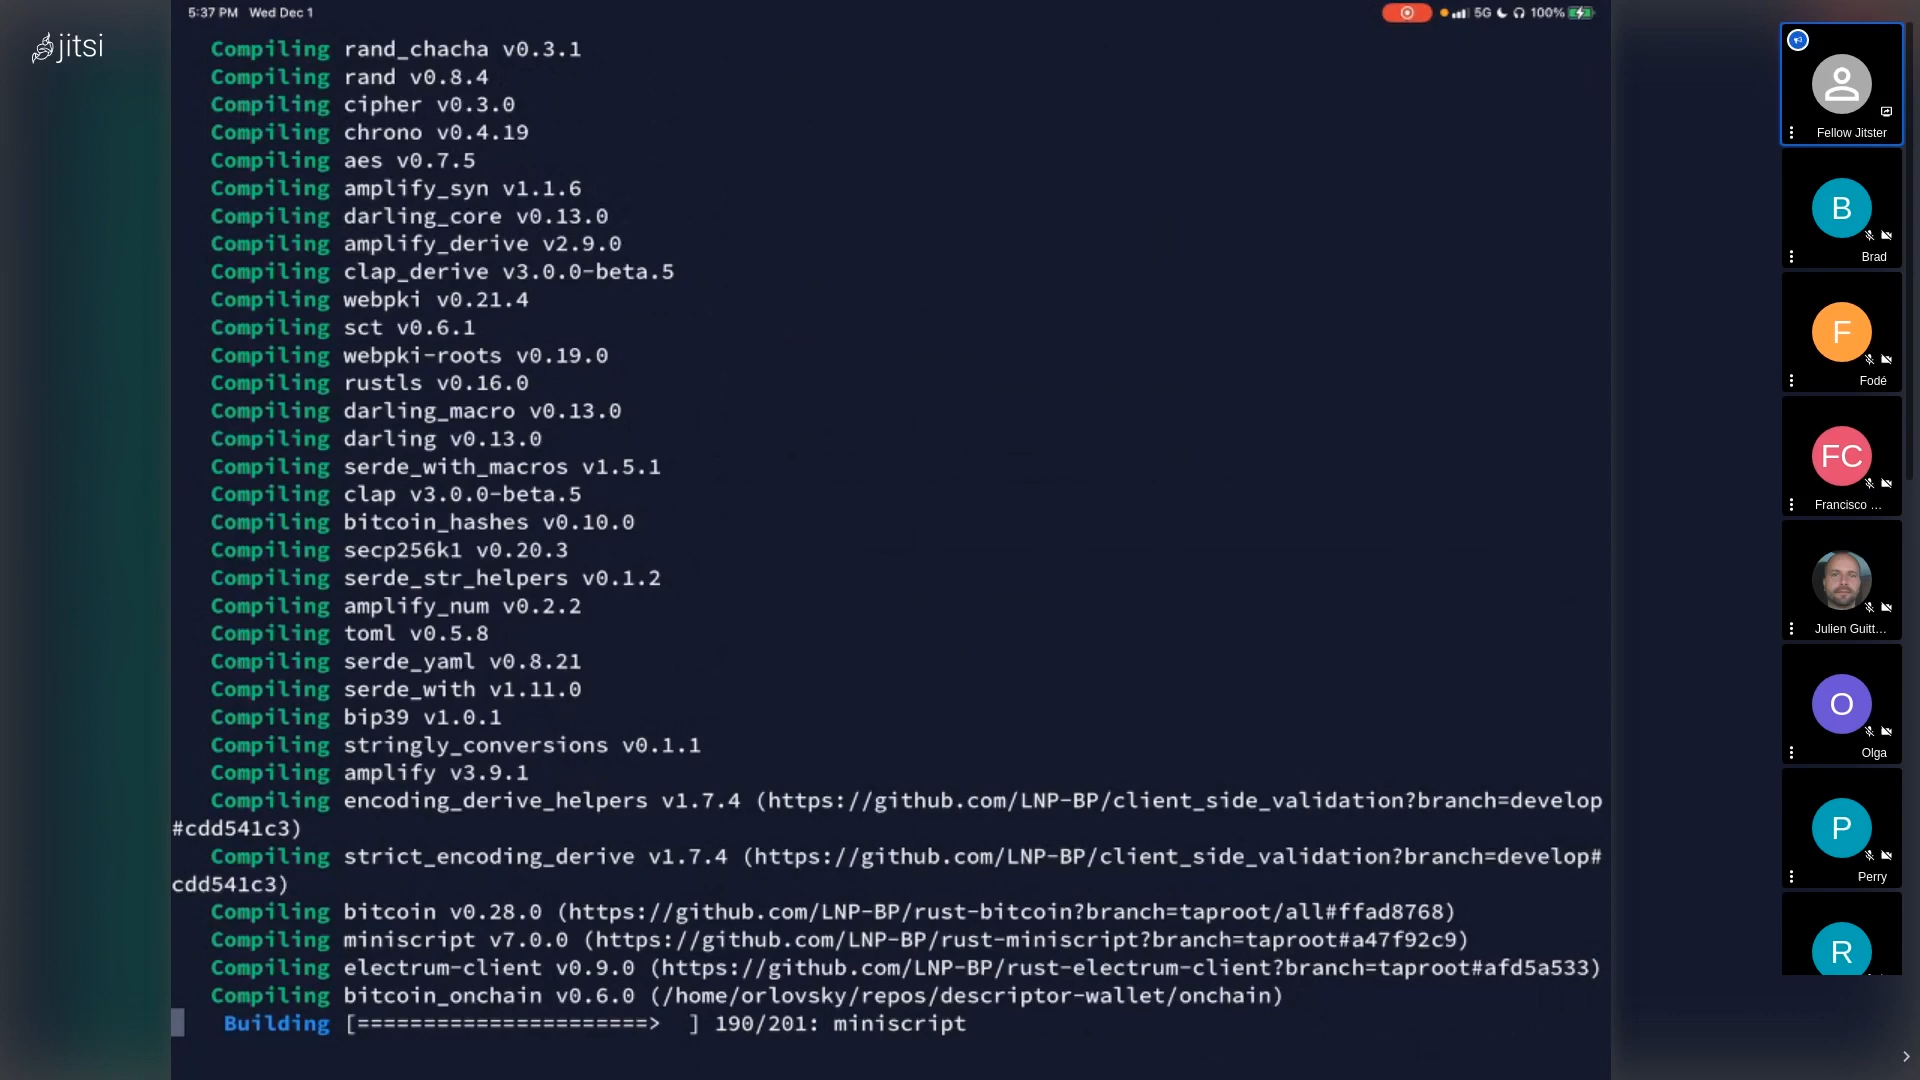 5:37 PM Wed Dec 1
5G 100%
jitsi
Compiling rand_chacha v0.3.1
Compiling rand v0.8.4
Compiling cipher v0.3.0
Compiling chrono v0.4.19
Compiling aes v0.7.5
Compiling amplify_syn v1.1.6
Compiling darling_core v0.13.0
Compiling amplify_derive v2.9.0
Compiling clap_derive v3.0.0-beta.5
Compiling webpki v0.21.4
Compiling sct v0.6.1
Compiling webpki-roots v0.19.0
Compiling rustls v0.16.0
Compiling darling_macro v0.13.0
Compiling darling v0.13.0
Compiling serde_with_macros v1.5.1
Compiling clap v3.0.0-beta.5
Compiling bitcoin_hashes v0.10.0
Compiling secp256k1 v0.20.3
Compiling serde_str_helpers v0.1.2
Compiling amplify_num v0.2.2
Compiling toml v0.5.8
Compiling serde_yaml v0.8.21
Compiling serde_with v1.11.0
Compiling bip39 v1.0.1
Compiling stringly_conversions v0.1.1
Compiling amplify v3.9.1
Compiling encoding_derive_helpers v1.7.4 (https://github.com/LNP-BP/client_side_validation?branch=develop
#cdd541c3)
Compiling strict_encoding_derive v1.7.4 (https://github.com/LNP-BP/client_side_validation?branch=develop#
cdd541c3)
Compiling bitcoin v0.28.0 (https://github.com/LNP-BP/rust-bitcoin?branch=taproot/all#ffad8768)
Compiling miniscript v7.0.0 (https://github.com/LNP-BP/rust-miniscript?branch=taproot#a47f92c9)
Compiling electrum-client v0.9.0 (https://github.com/LNP-BP/rust-electrum-client?branch=taproot#afd5a533)
Compiling bitcoin_onchain v0.6.0 (/home/orlovsky/repos/descriptor-wallet/onchain)
Building [======================>  ] 190/201: miniscript
Fellow Jitster
B
Brad
F
Fodé
FC
Francisco ...
Julien Guitt...
O
Olga
P
Perry
R